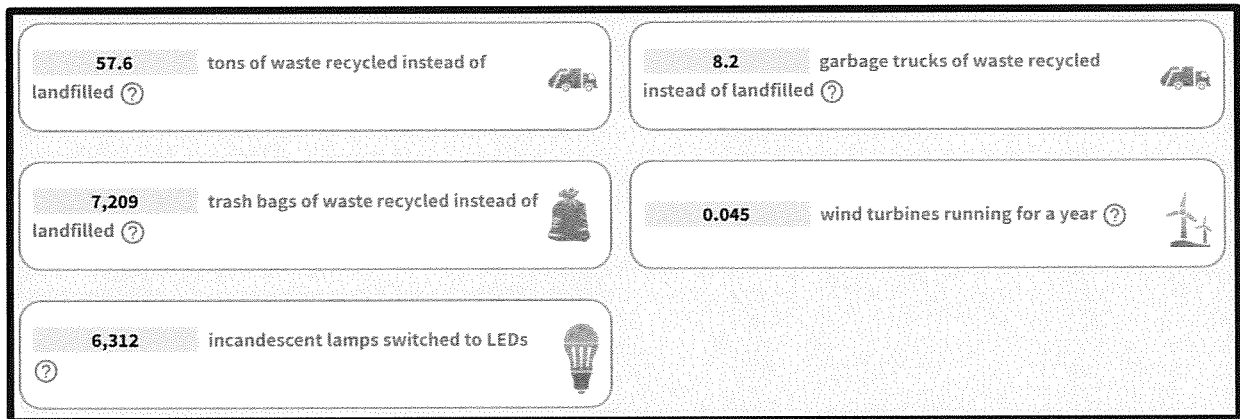 57.6 tons of waste recycled instead of
landfilled ?
8.2 garbage trucks of waste recycled
instead of landfilled ?
7,209 trash bags of waste recycled instead of
landfilled ?
0.045 wind turbines running for a year ?
6,312 incandescent lamps switched to LEDs
?